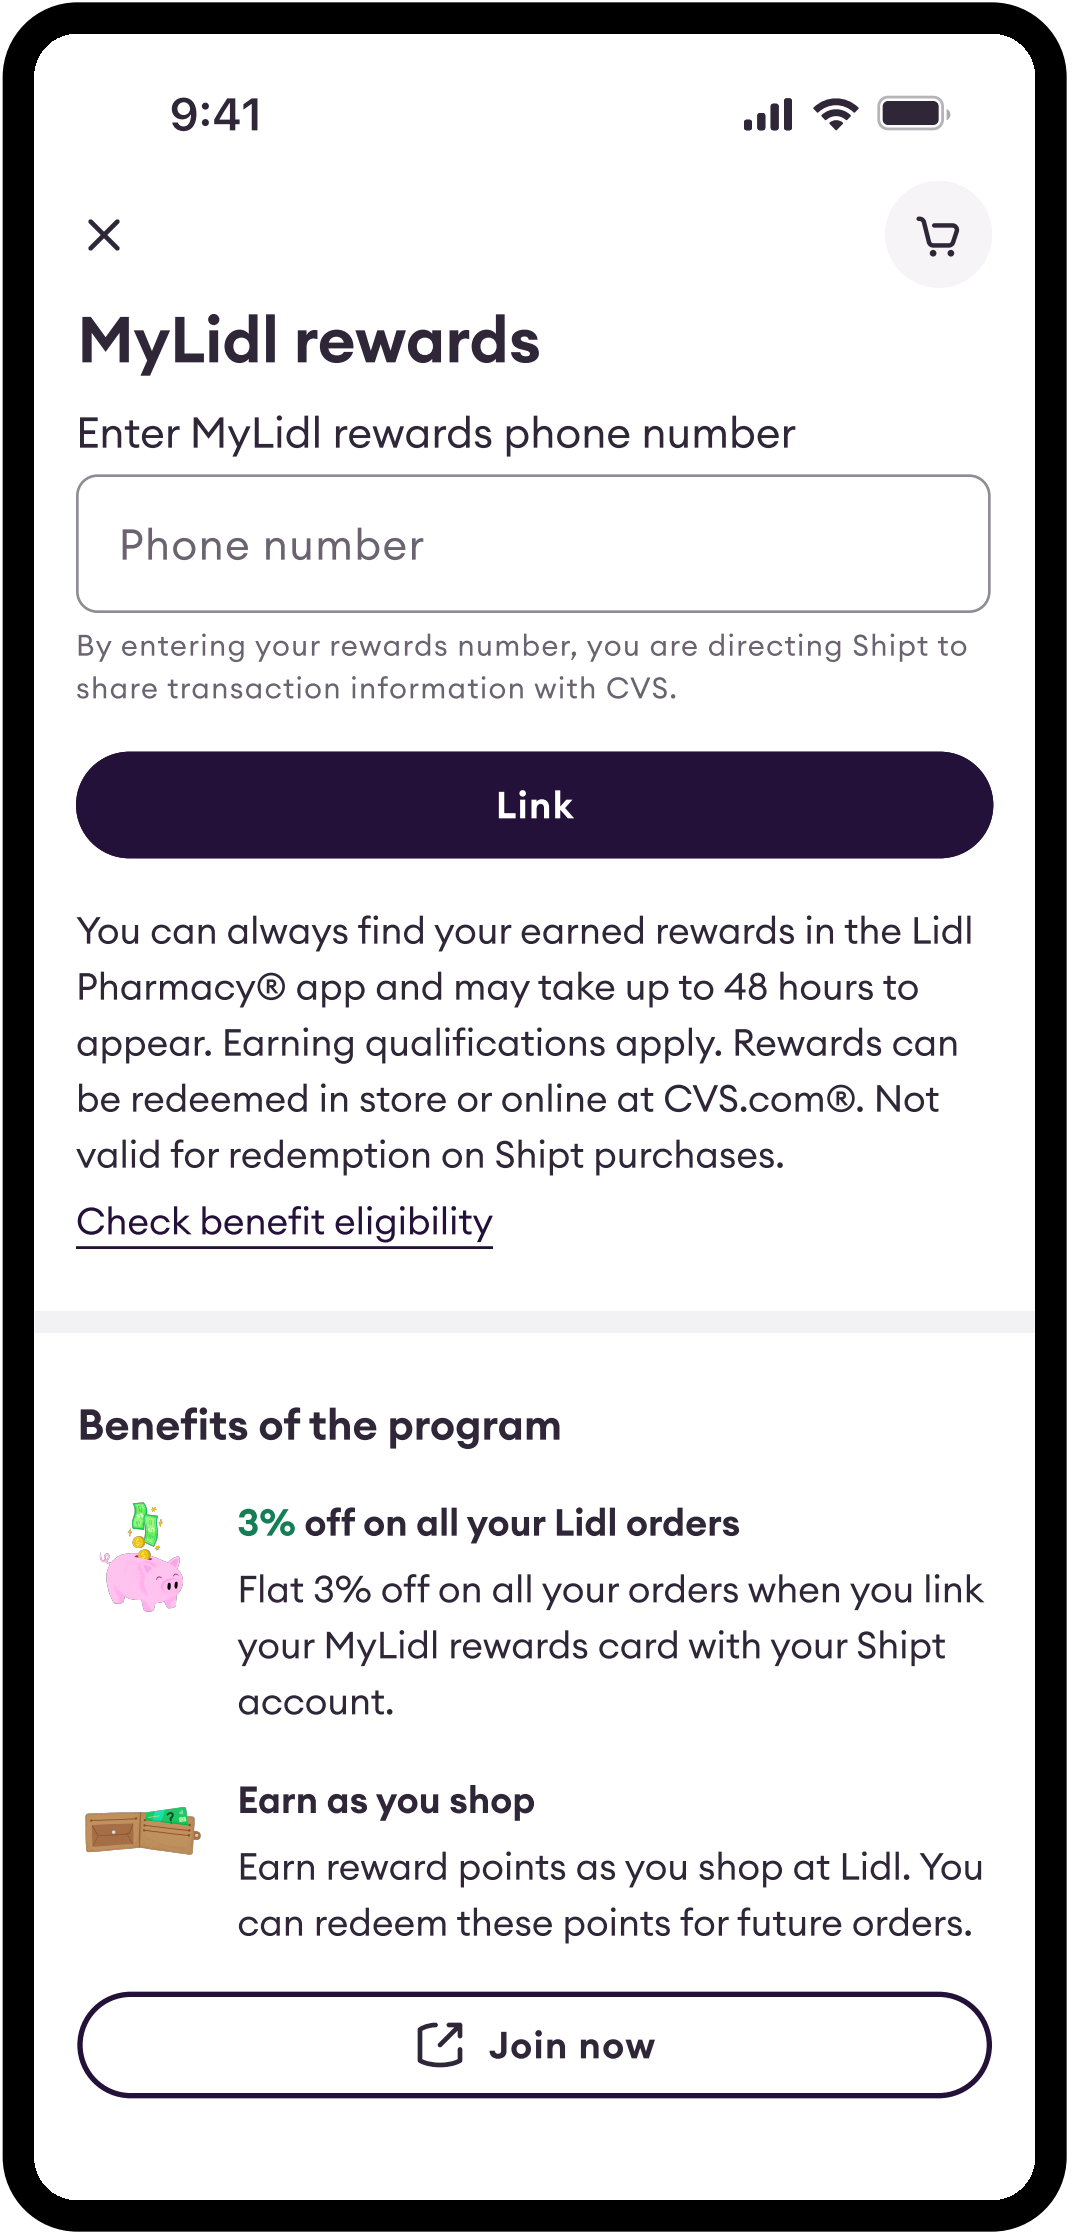 9:41
MyLidl rewards
Enter MyLidl rewards phone number
Phone number
By entering your rewards number, you are directing Shipt to
share transaction information with CVS.
Link
You can always find your earned rewards in the Lidl
Pharmacy® app and may take up to 48 hours to
appear. Earning qualifications apply. Rewards can
be redeemed in store or online at CVS.com®. Not
valid for redemption on Shipt purchases.
Check benefit eligibility
Benefits of the program
3% off on all your Lidl orders
Flat 3% off on all your orders when you link
your MyLidl rewards card with your Shipt
account.
Earn as you shop
Earn reward points as you shop at Lidl. You
can redeem these points for future orders.
Join now